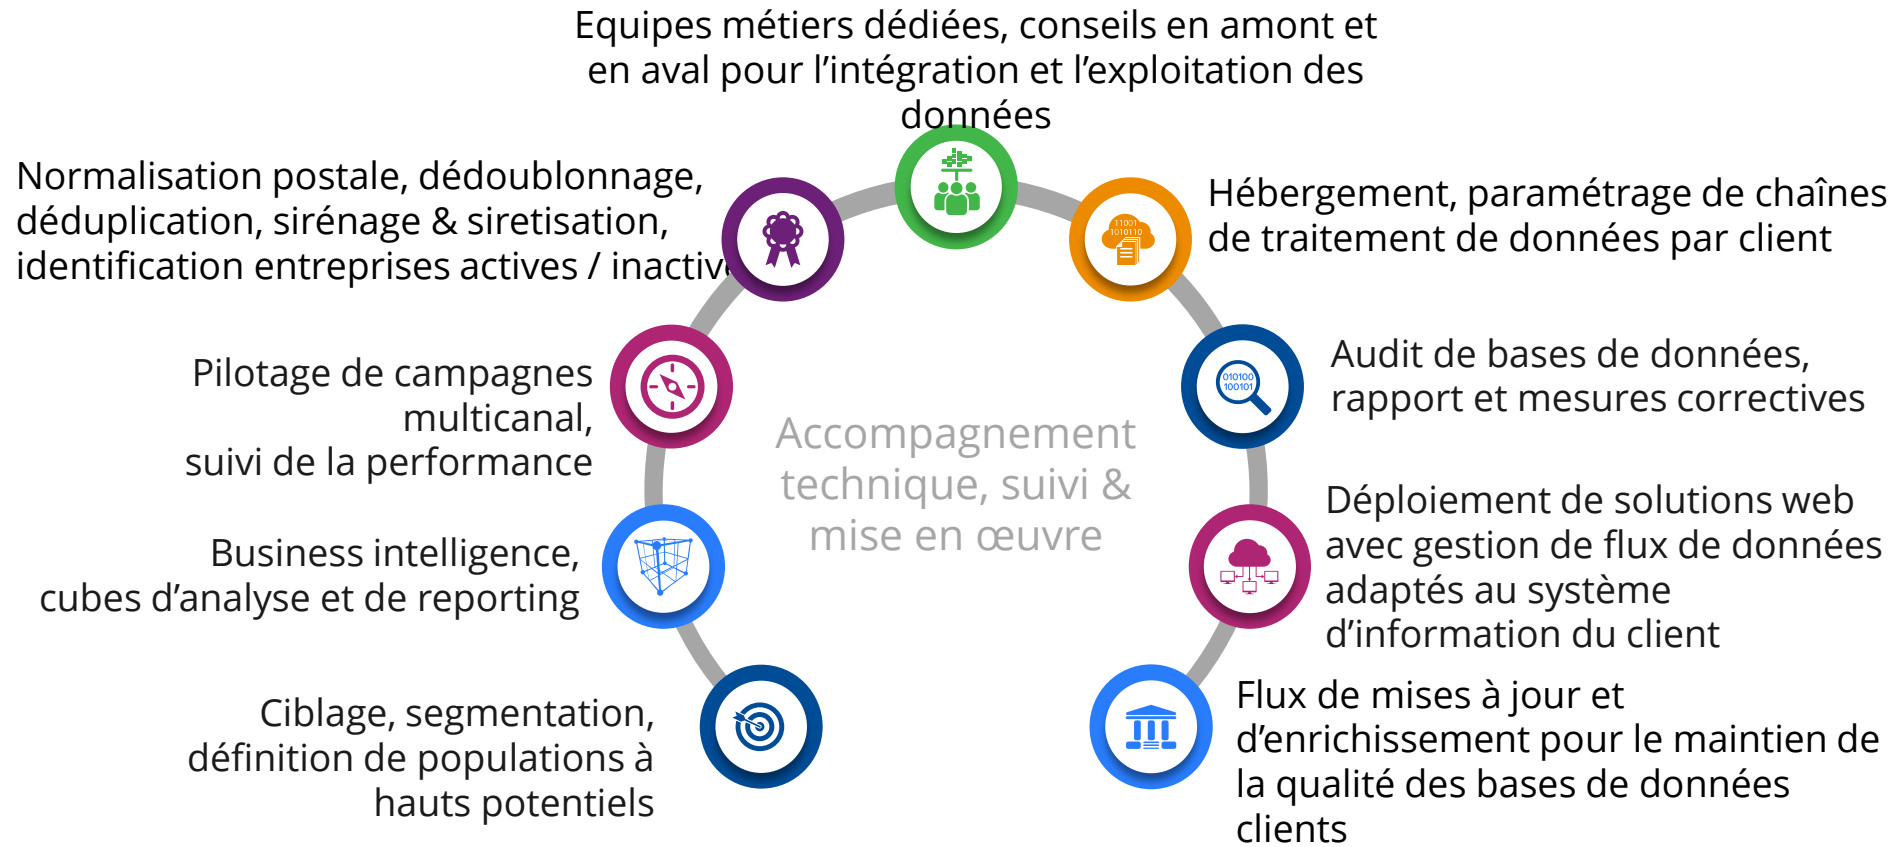 Equipes métiers dédiées, conseils en amont et
en aval pour l’intégration et l’exploitation des
données
Normalisation postale, dédoublonnage,
déduplication, sirénage & siretisation,
identification entreprises actives / inactiv
Hébergement, paramétrage de chaînes
de traitement de données par client
11001
1010110
Pilotage de campagnes
multicanal,
suivi de la performance
Audit de bases de données,
rapport et mesures correctives
010100
100101
Accompagnement
technique, suivi &
mise en œuvre
Business intelligence,
cubes d’analyse et de reporting
Déploiement de solutions web
avec gestion de flux de données
adaptés au système
d’information du client
Ciblage, segmentation,
définition de populations à
hauts potentiels
Flux de mises à jour et
d’enrichissement pour le maintien de
la qualité des bases de données
clients